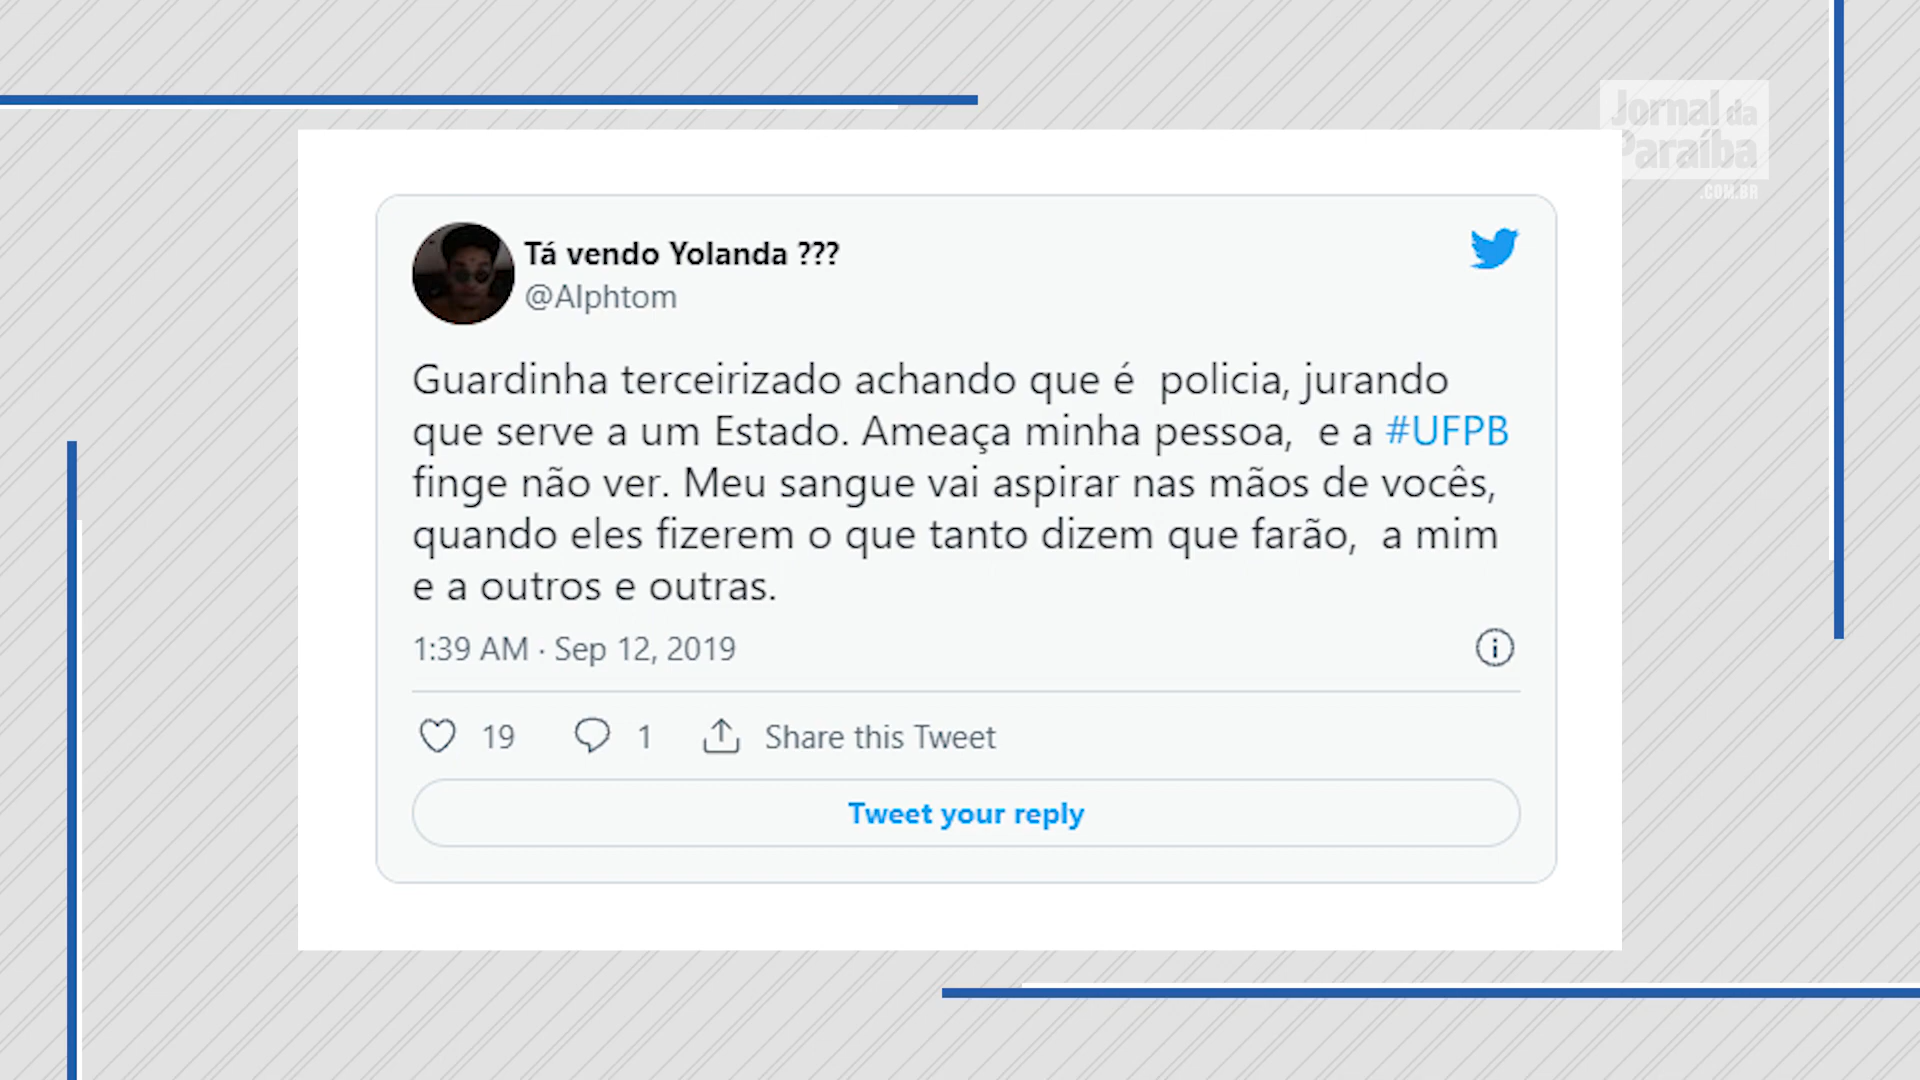 Jornal da
Paraíba
.COM.BR
Tá vendo Yolanda ???
@Alphtom
Guardinha terceirizado achando que é  policia, jurando
que serve a um Estado. Ameaça minha pessoa,  e a #UFPB
finge não ver. Meu sangue vai aspirar nas mãos de vocês,
quando eles fizerem o que tanto dizem que farão,  a mim
e a outros e outras.
1:39 AM · Sep 12, 2019
19 1 Share this Tweet
Tweet your reply